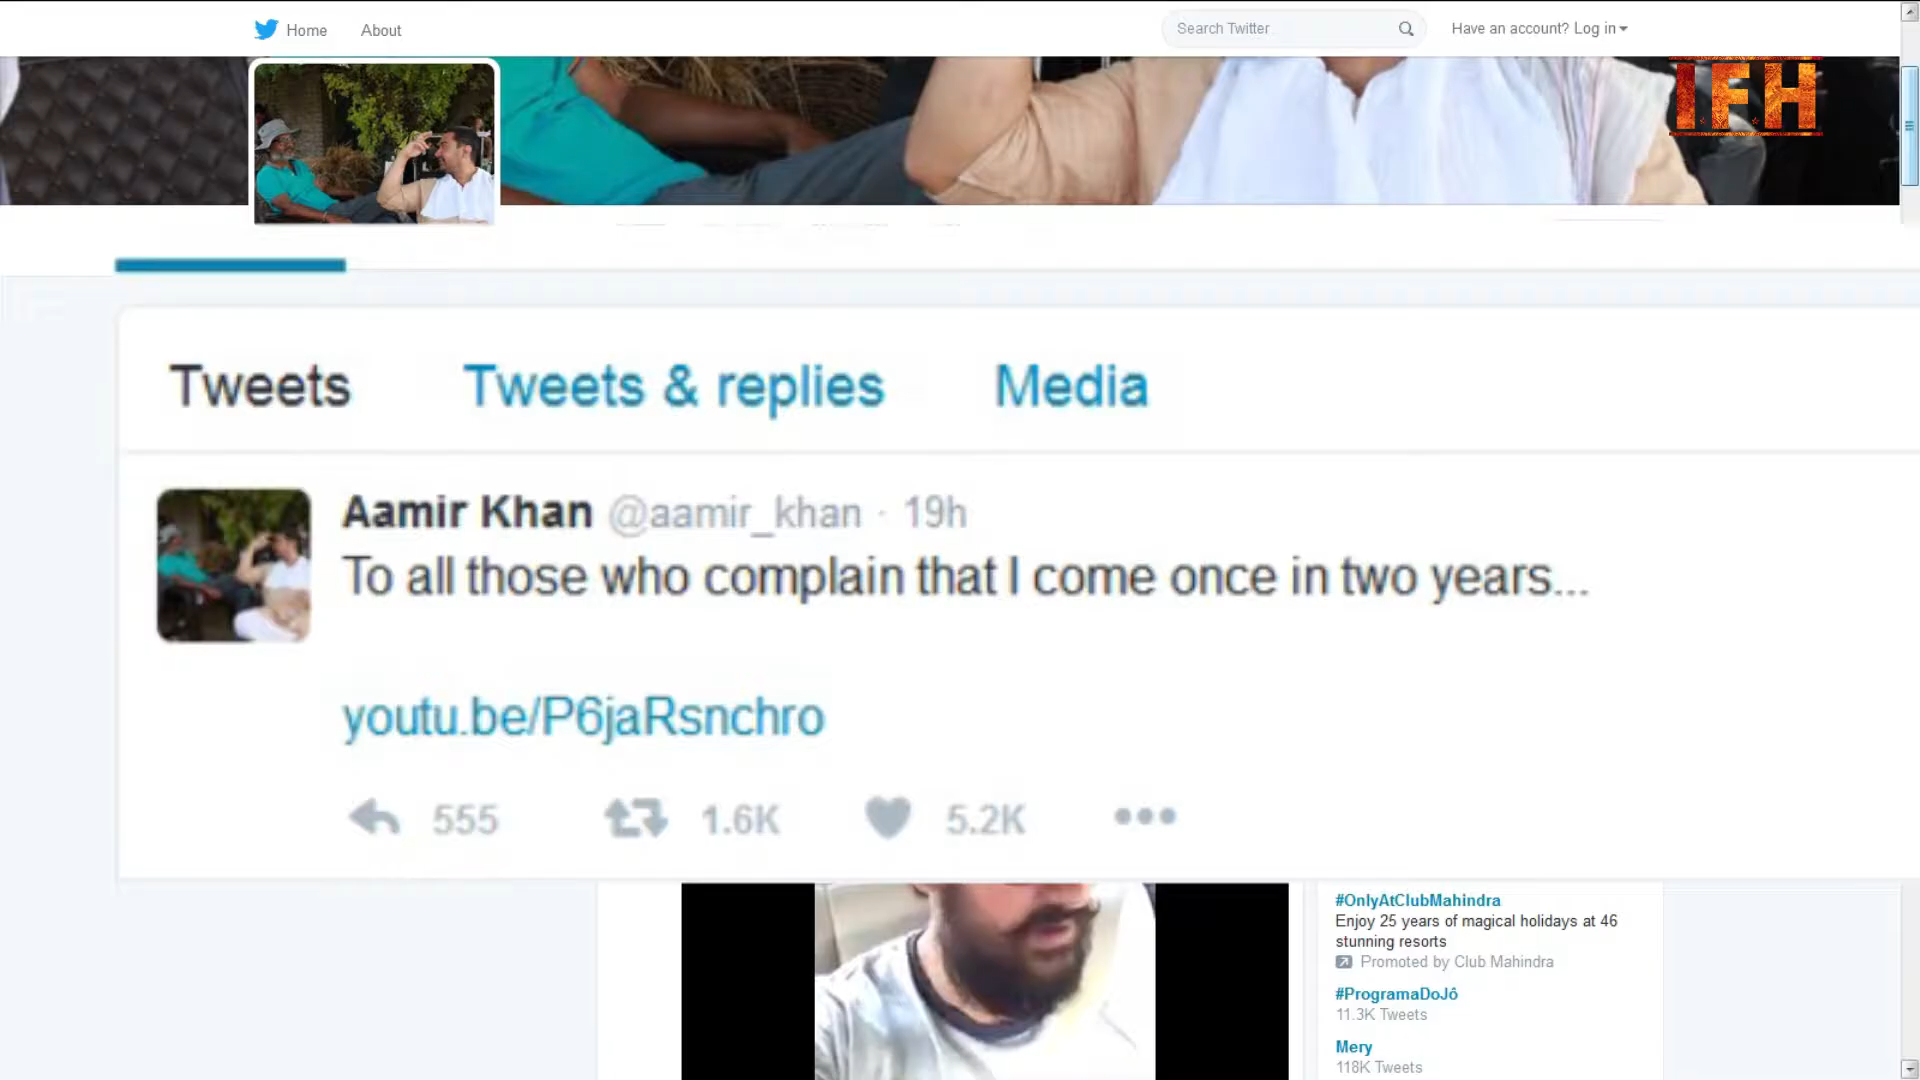 Home
About
Search Twitter
Have an account? Log in
I.F.H
Tweets
Tweets & replies
Media
Aamir Khan @aamir_khan · 19h
To all those who complain that I come once in two years...
youtu.be/P6jaRsnchro
555
1.6K
5.2K
#OnlyAtClubMahindra
Enjoy 25 years of magical holidays at 46
stunning resorts
Promoted by Club Mahindra
#ProgramaDoJô
11.3K Tweets
Mery
118K Tweets